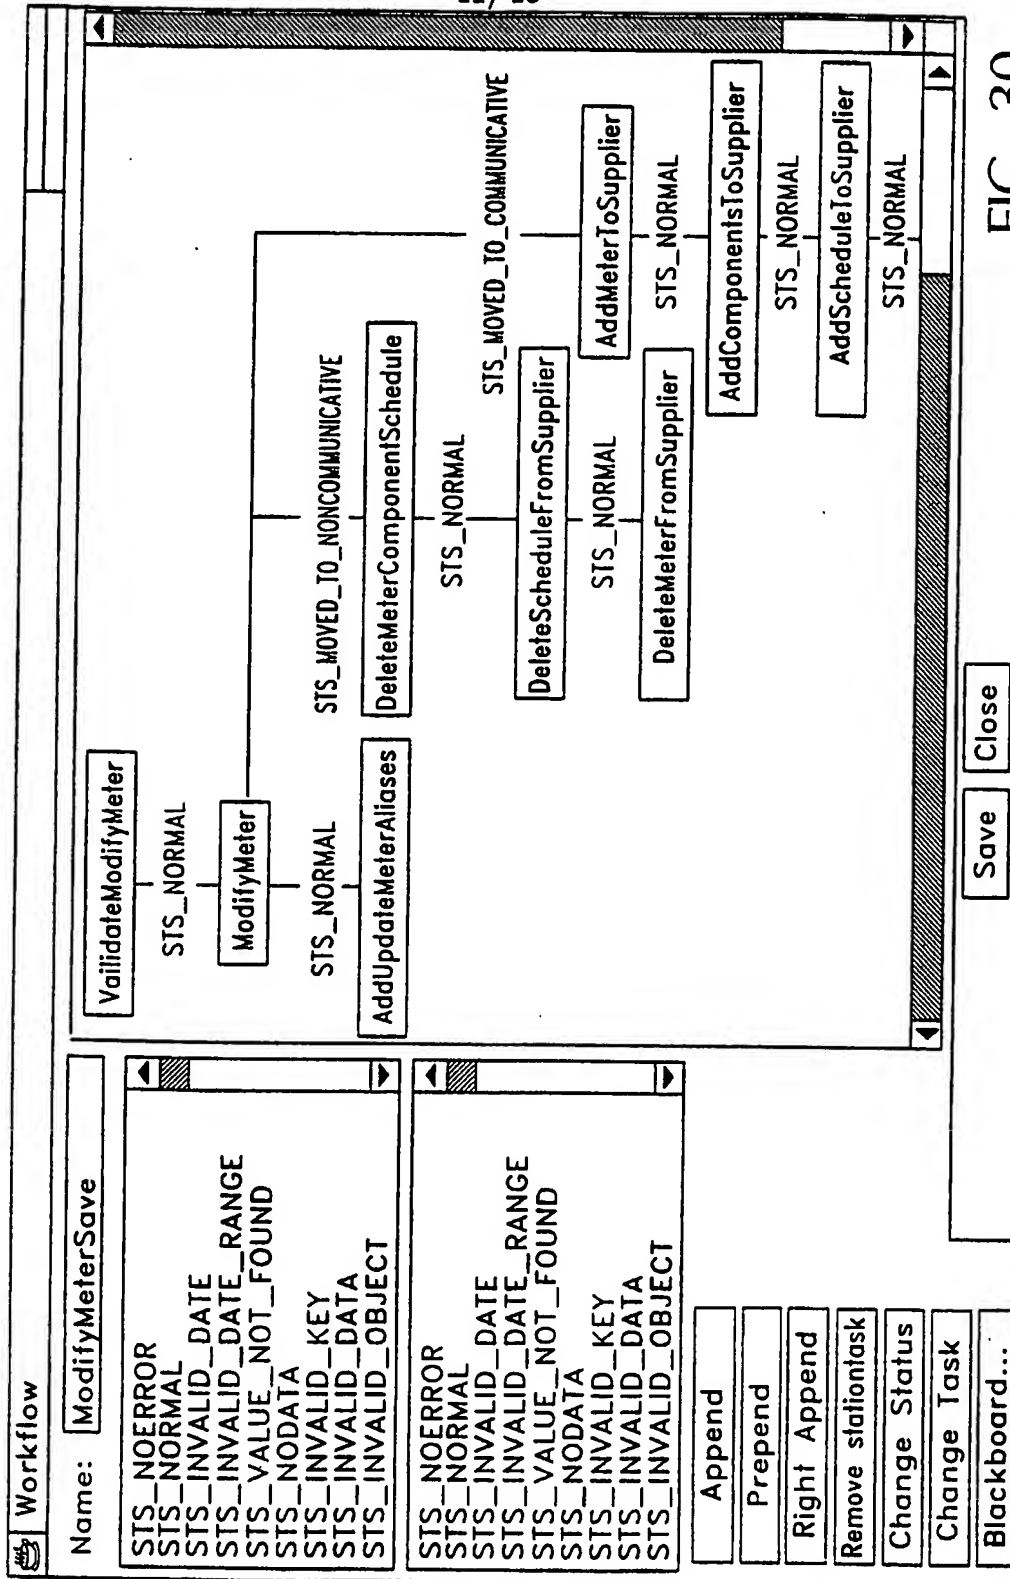 Workflow
Name: ModifyMeterSave
STS_NOERROR
STS_NORMAL
STS_INVALID_DATE
STS_INVALID_DATE_RANGE
STS_VALUE_NOT_FOUND
STS_NODATA
STS_INVALID_KEY
STS_INVALID_DATA
STS_INVALID_OBJECT
STS_NOERROR
STS_NORMAL
STS_INVALID_DATE
STS_INVALID_DATE_RANGE
STS_VALUE_NOT_FOUND
STS_NODATA
STS_INVALID_KEY
STS_INVALID_DATA
STS_INVALID_OBJECT
Append
Prepend
Right Append
Remove stationtask
Change Status
Change Task
Blackboard...
VailidateModifyMeter
STS_NORMAL
ModifyMeter
STS_NORMAL
AddUpdateMeterAliases
STS_MOVED_TO_NONCOMMUNICATIVE
DeleteMeterComponentSchedule
STS_NORMAL
DeleteScheduleFromSupplier
STS_NORMAL
DeleteMeterFromSupplier
STS_MOVED_TO_COMMUNICATIVE
AddMeterToSupplier
STS_NORMAL
AddComponentsToSupplier
STS_NORMAL
AddScheduleToSupplier
STS_NORMAL
Save
Close